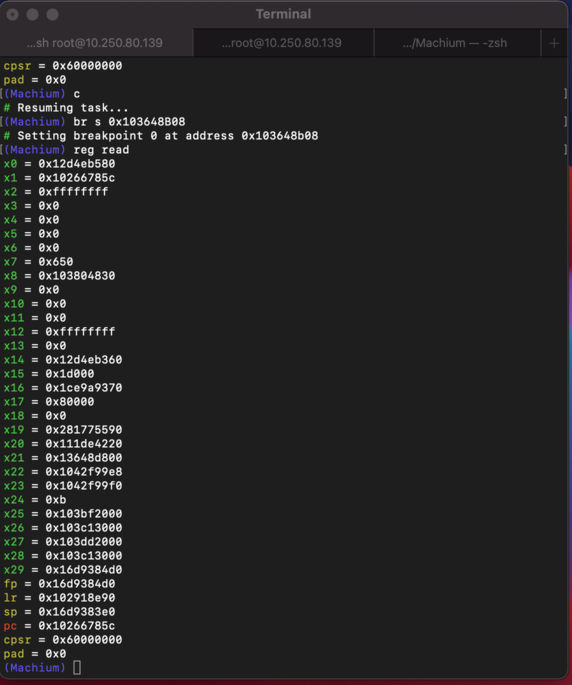 Terminal
...sh root@10.250.80.139 ...root@10.250.80.139 .../Machium — -zsh +
cpsr = 0x60000000
pad = 0x0
[(Machium) c ]
# Resuming task...
[(Machium) br s 0x103648B08 ]
# Setting breakpoint 0 at address 0x103648b08
[(Machium) reg read ]
x0 = 0x12d4eb580
x1 = 0x10266785c
x2 = 0xffffffff
x3 = 0x0
x4 = 0x0
x5 = 0x0
x6 = 0x0
x7 = 0x650
x8 = 0x103804830
x9 = 0x0
x10 = 0x0
x11 = 0x0
x12 = 0xffffffff
x13 = 0x0
x14 = 0x12d4eb360
x15 = 0x1d000
x16 = 0x1ce9a9370
x17 = 0x80000
x18 = 0x0
x19 = 0x281775590
x20 = 0x111de4220
x21 = 0x13648d800
x22 = 0x1042f99e8
x23 = 0x1042f99f0
x24 = 0xb
x25 = 0x103bf2000
x26 = 0x103c13000
x27 = 0x103dd2000
x28 = 0x103c13000
x29 = 0x16d9384d0
fp = 0x16d9384d0
lr = 0x102918e90
sp = 0x16d9383e0
pc = 0x10266785c
cpsr = 0x60000000
pad = 0x0
(Machium)